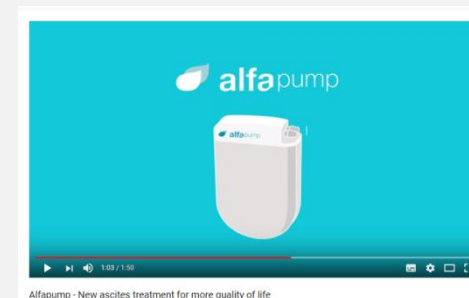 alfapump
alfapump
1:03 / 1:50
Alfapump - New ascites treatment for more quality of life